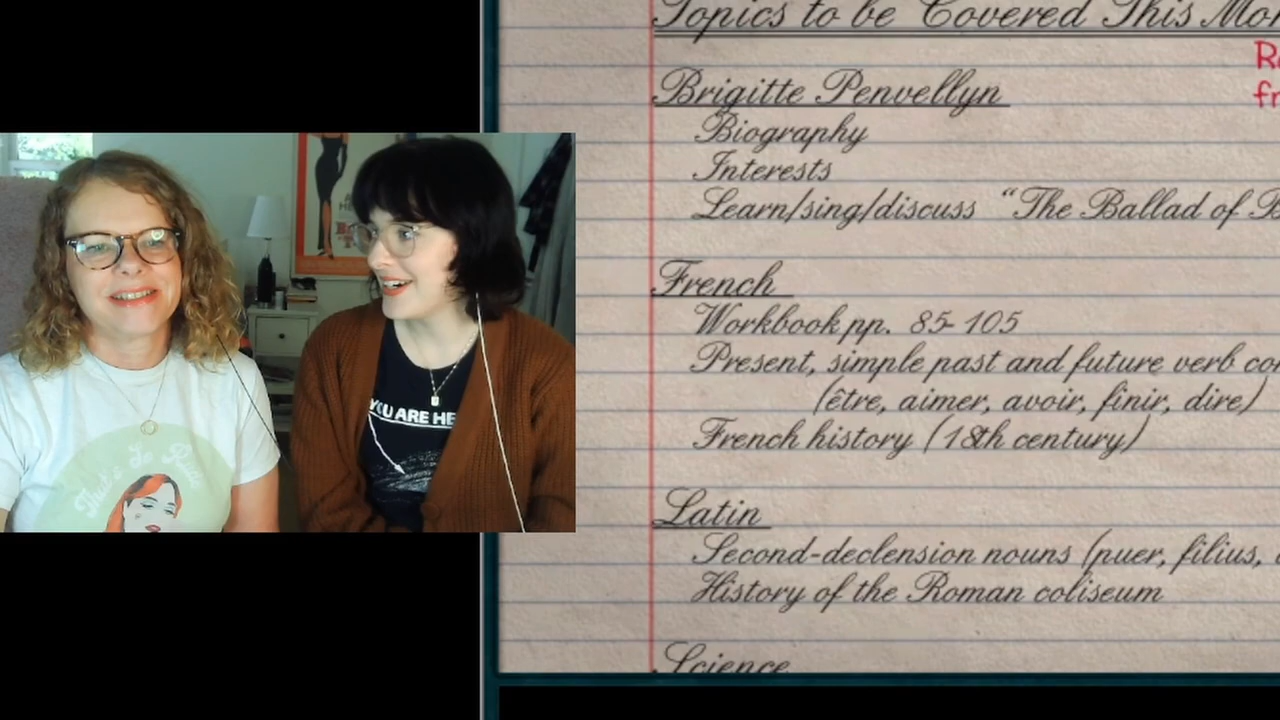 Topics to be Covered This
Brigitte Penvellyn
Biography
Interests
Learn/sing/discuss "The Ballad of
French
Workbook pp. 85-105
Present, simple past and future verb
(être, aimer, avoir, finir, dire)
French history (18th century)
Latin
Second-declension nouns (puer, filius,
History of the Roman coliseum
Science
That's So
YOU ARE HE